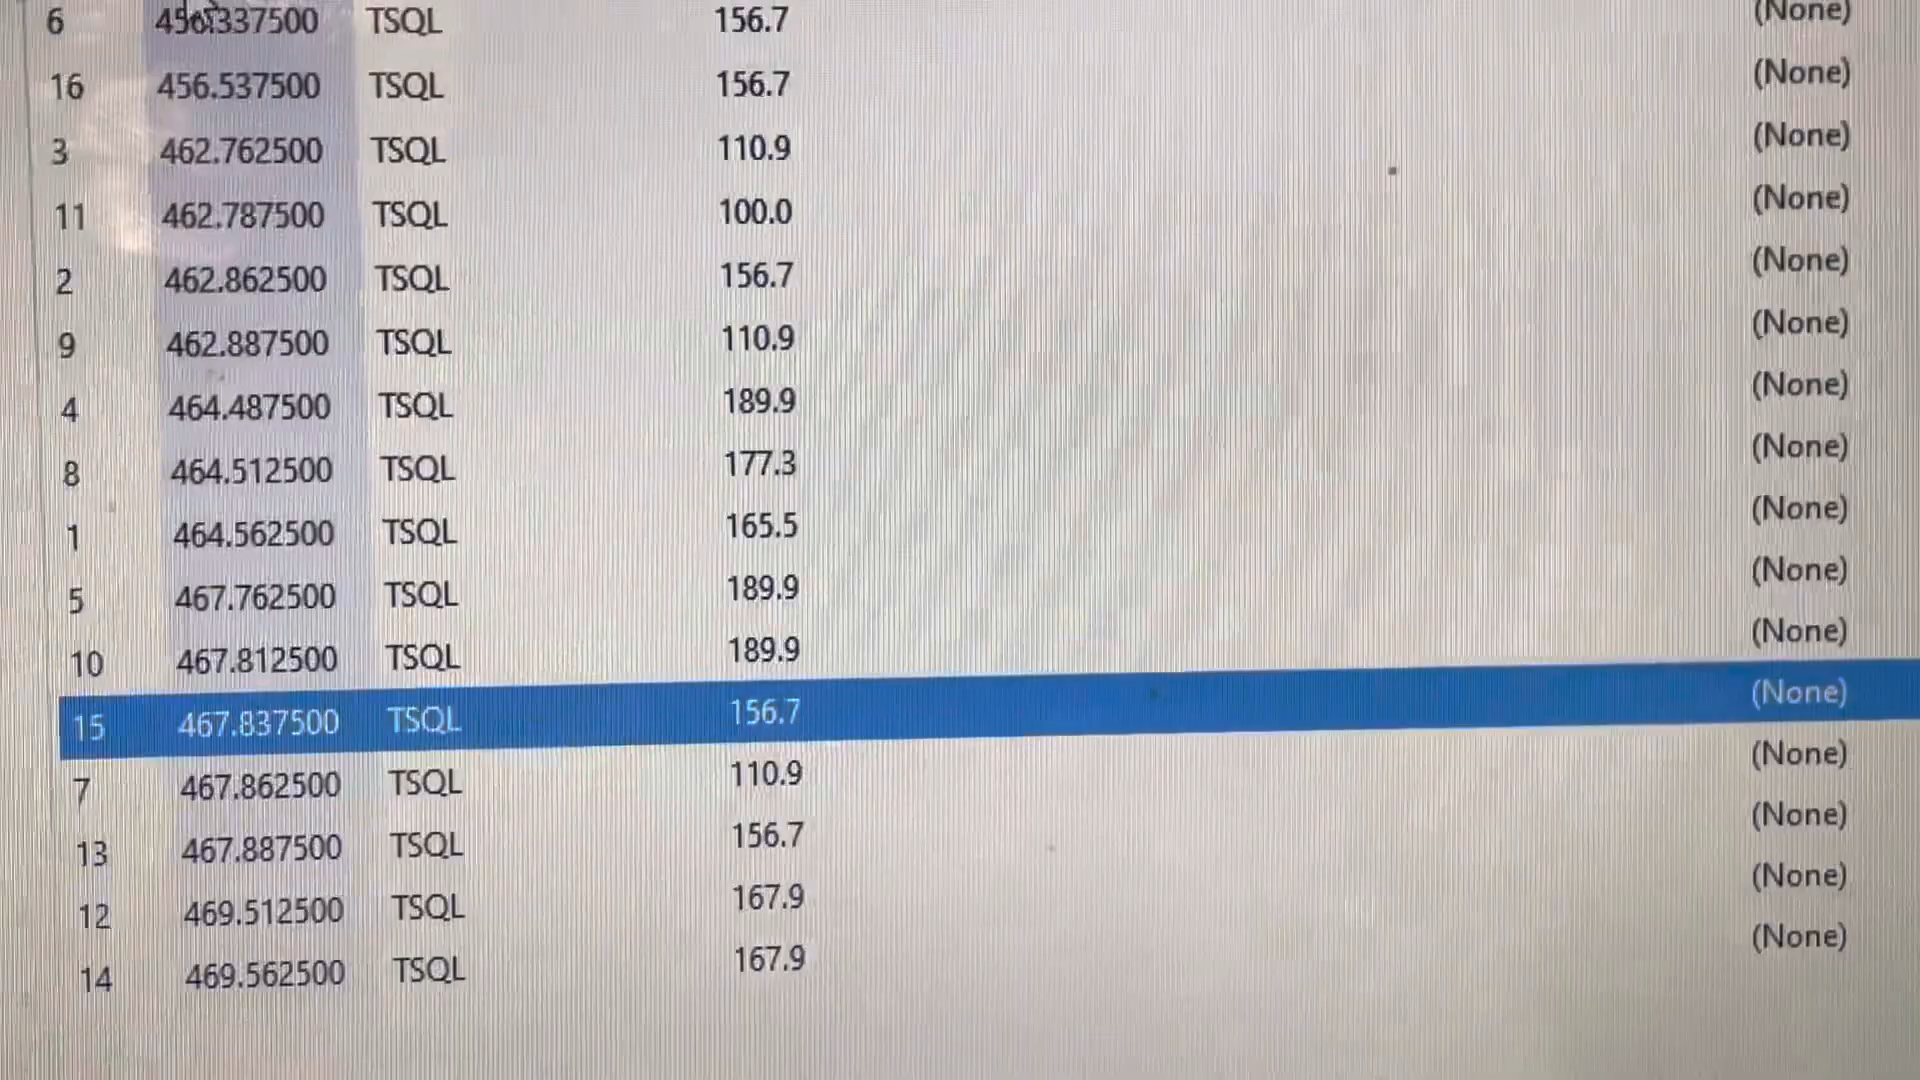 6 456.337500 TSQL 156.7 (None)
16 456.537500 TSQL 156.7 (None)
3 462.762500 TSQL 110.9 (None)
11 462.787500 TSQL 100.0 (None)
2 462.862500 TSQL 156.7 (None)
9 462.887500 TSQL 110.9 (None)
4 464.487500 TSQL 189.9 (None)
8 464.512500 TSQL 177.3 (None)
1 464.562500 TSQL 165.5 (None)
5 467.762500 TSQL 189.9 (None)
10 467.812500 TSQL 189.9 (None)
15 467.837500 TSQL 156.7 (None)
7 467.862500 TSQL 110.9 (None)
13 467.887500 TSQL 156.7 (None)
12 469.512500 TSQL 167.9 (None)
14 469.562500 TSQL 167.9 (None)